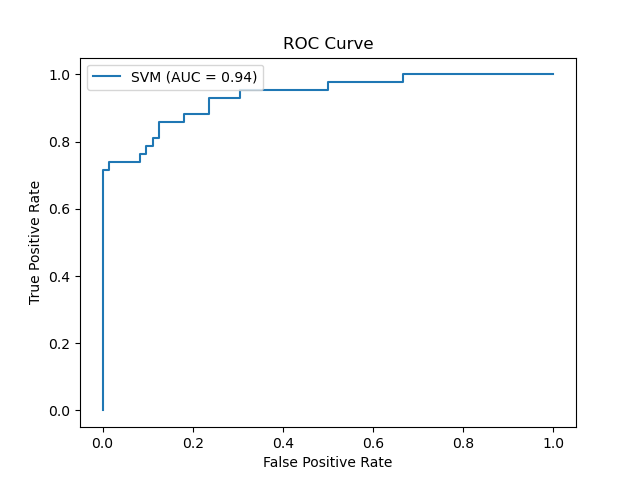 ROC Curve
SVM (AUC = 0.94)
1.0
0.8
0.6
0.4
0.2
0.0
True Positive Rate
0.0 0.2 0.4 0.6 0.8 1.0
False Positive Rate